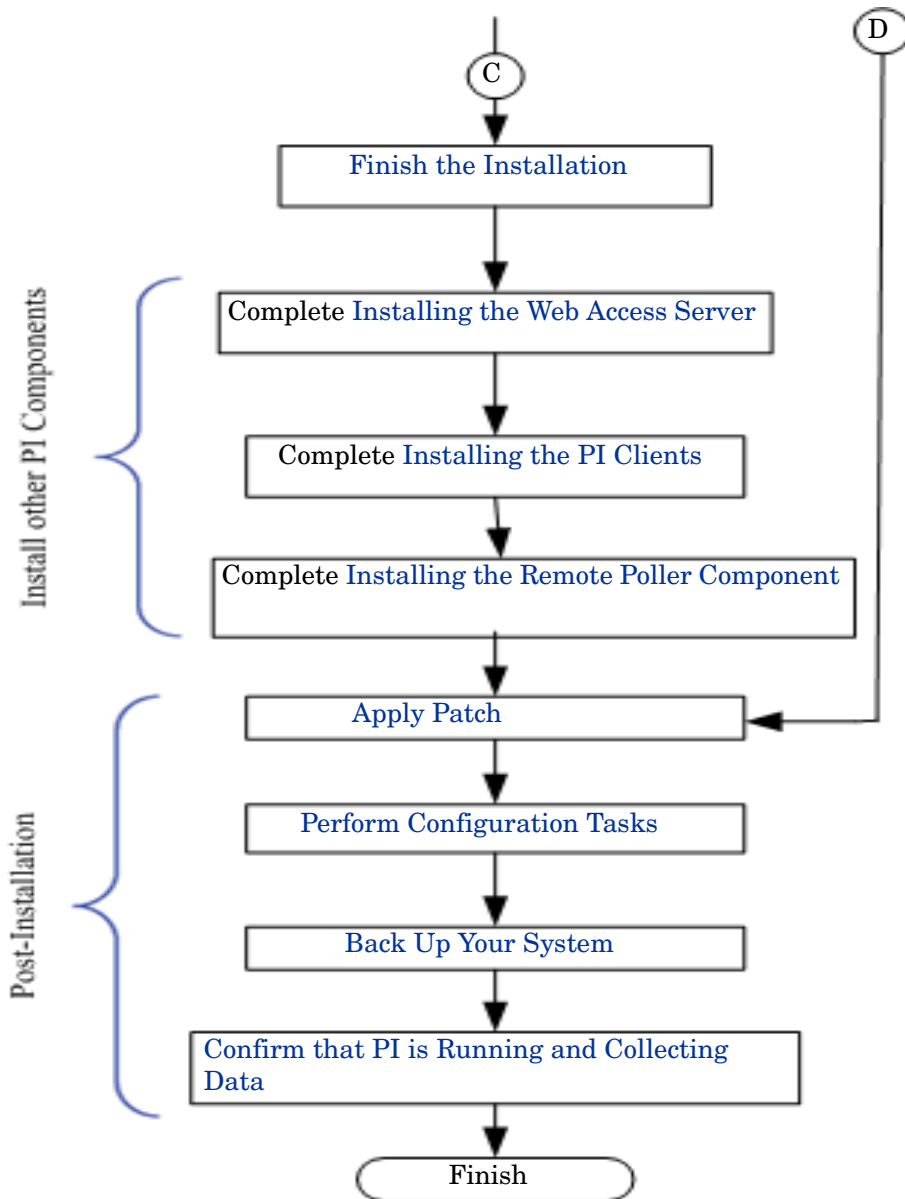 D
C
Finish the Installation
Install other PI Components
Complete Installing the Web Access Server
Complete Installing the PI Clients
Complete Installing the Remote Poller Component
Post-Installation
Apply Patch
Perform Configuration Tasks
Back Up Your System
Confirm that PI is Running and Collecting
Data
Finish